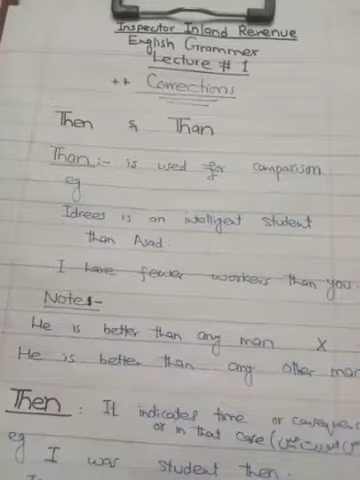 Inspector Inland Revenue
English Grammer
Lecture # 1
++ Corrections
Then & Than
Than:- is used for comparison
eg
Idrees is an intelligent student
than Asad.
I have fewer workers than you
Notes-
He is better than any man X
He is better than any other man
Then : It indicates time or consequence
or in that case (
eg I was student then.